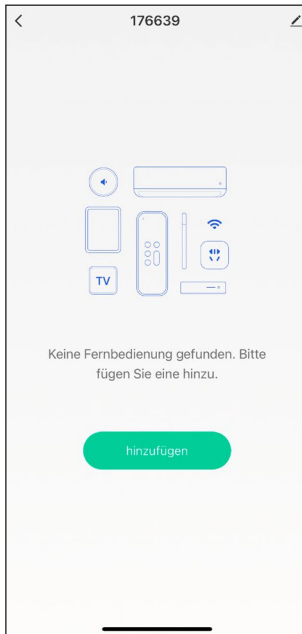 176639
TV
Keine Fernbedienung gefunden. Bitte
fügen Sie eine hinzu.
hinzufügen